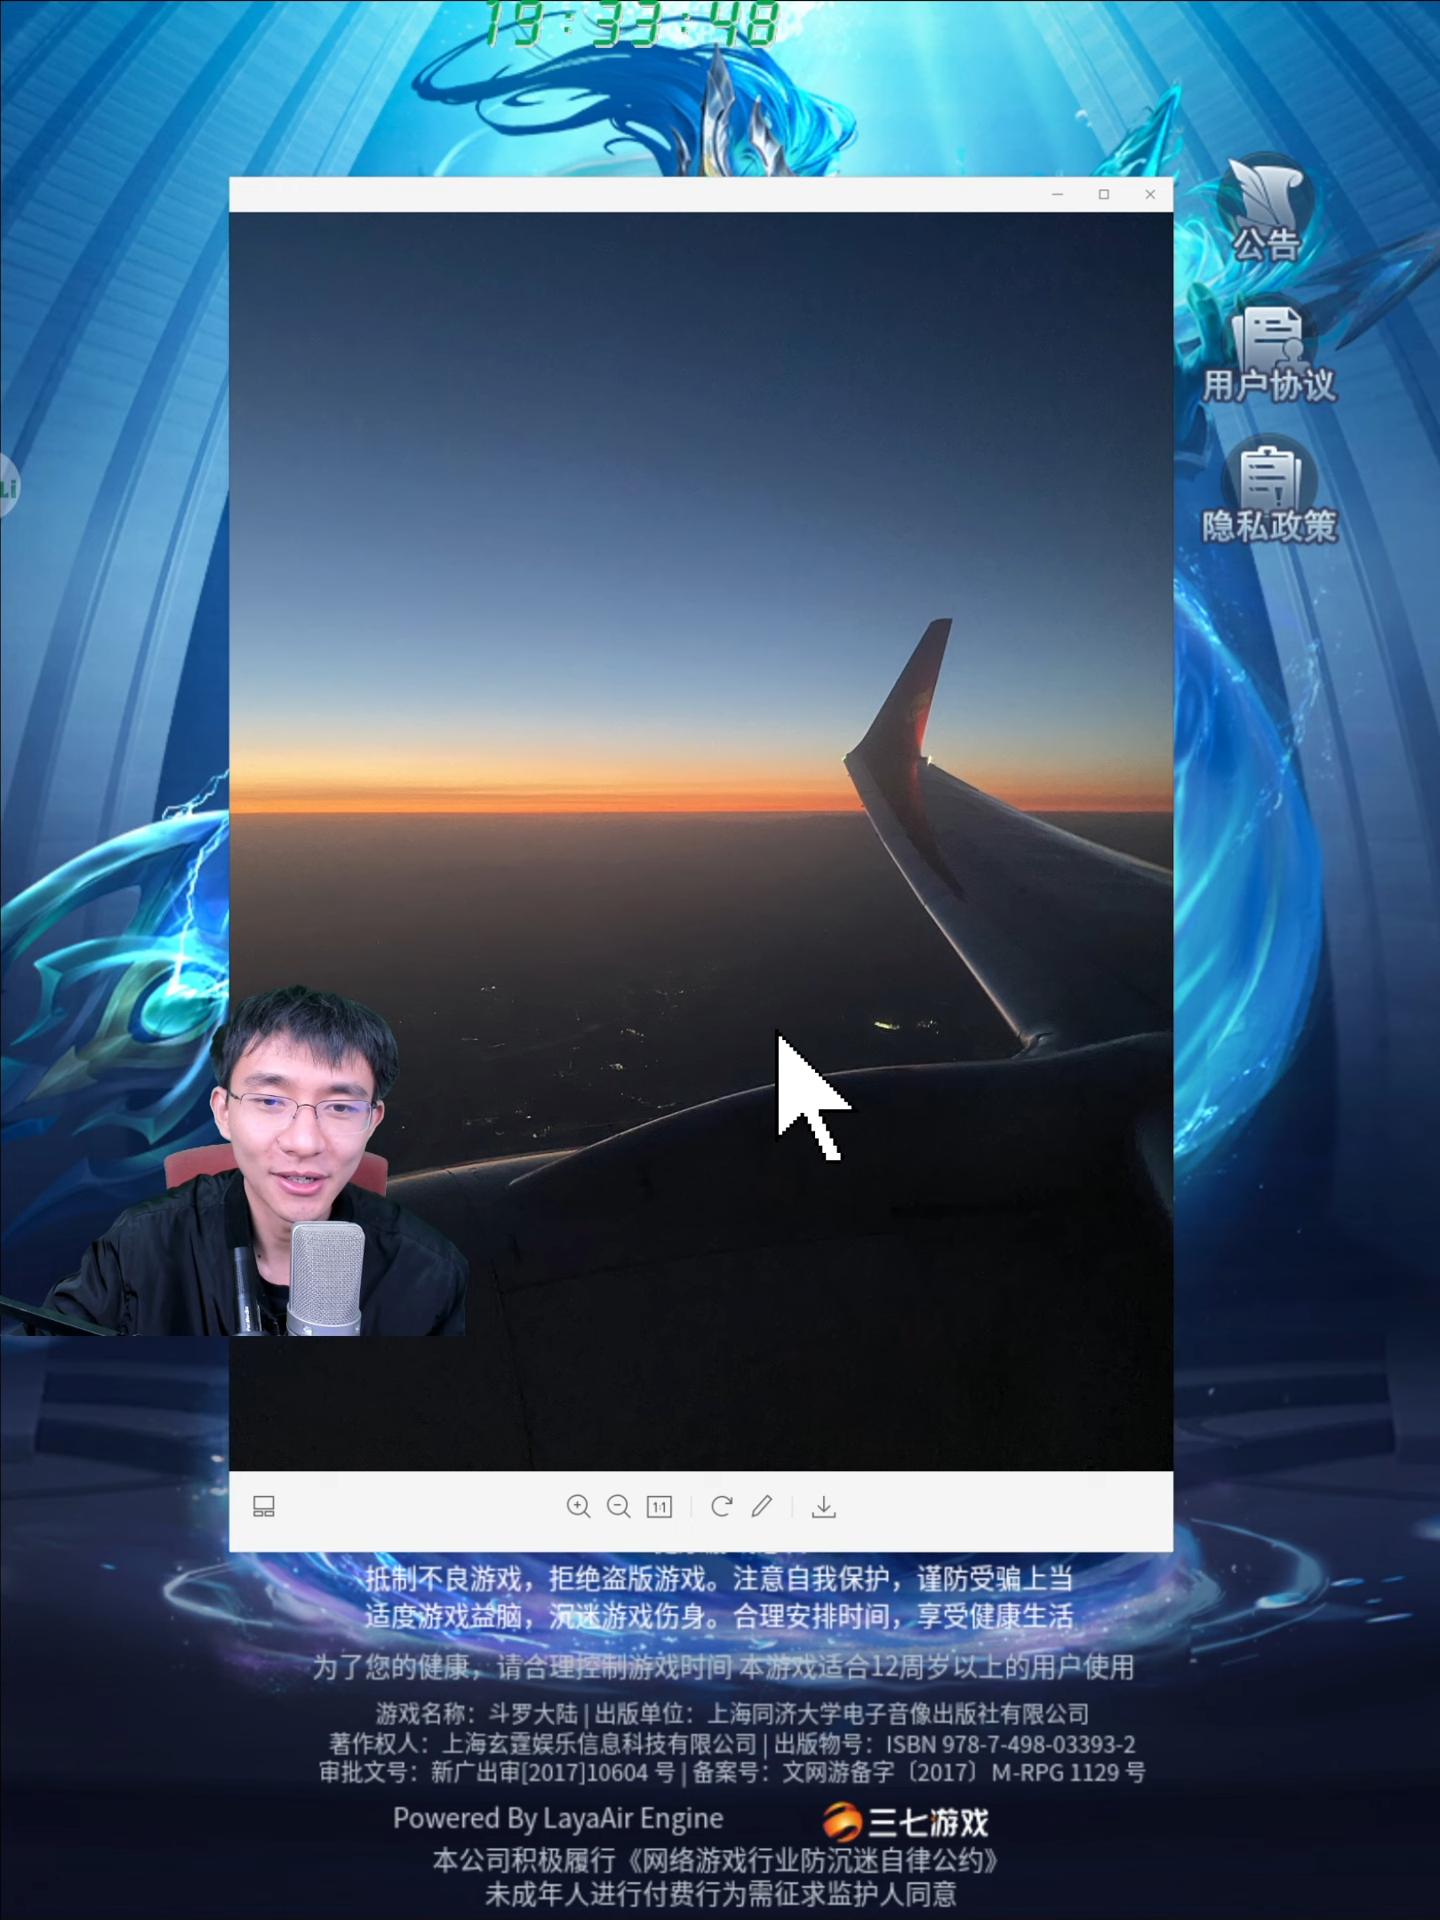 19:33:48
公告
用户协议
Li
隐私政策
1:1
抵制不良游戏，拒绝盗版游戏。注意自我保护，谨防受骗上当
适度游戏益脑，沉迷游戏伤身。合理安排时间，享受健康生活
为了您的健康，请合理控制游戏时间 本游戏适合12周岁以上的用户使用
游戏名称：斗罗大陆 | 出版单位：上海同济大学电子音像出版社有限公司
著作权人：上海玄霆娱乐信息科技有限公司 | 出版物号：ISBN 978-7-498-03393-2
审批文号：新广出审[2017]10604 号 | 备案号：文网游备字〔2017〕M-RPG 1129 号
Powered By LayaAir Engine 三七游戏
本公司积极履行《网络游戏行业防沉迷自律公约》
未成年人进行付费行为需征求监护人同意